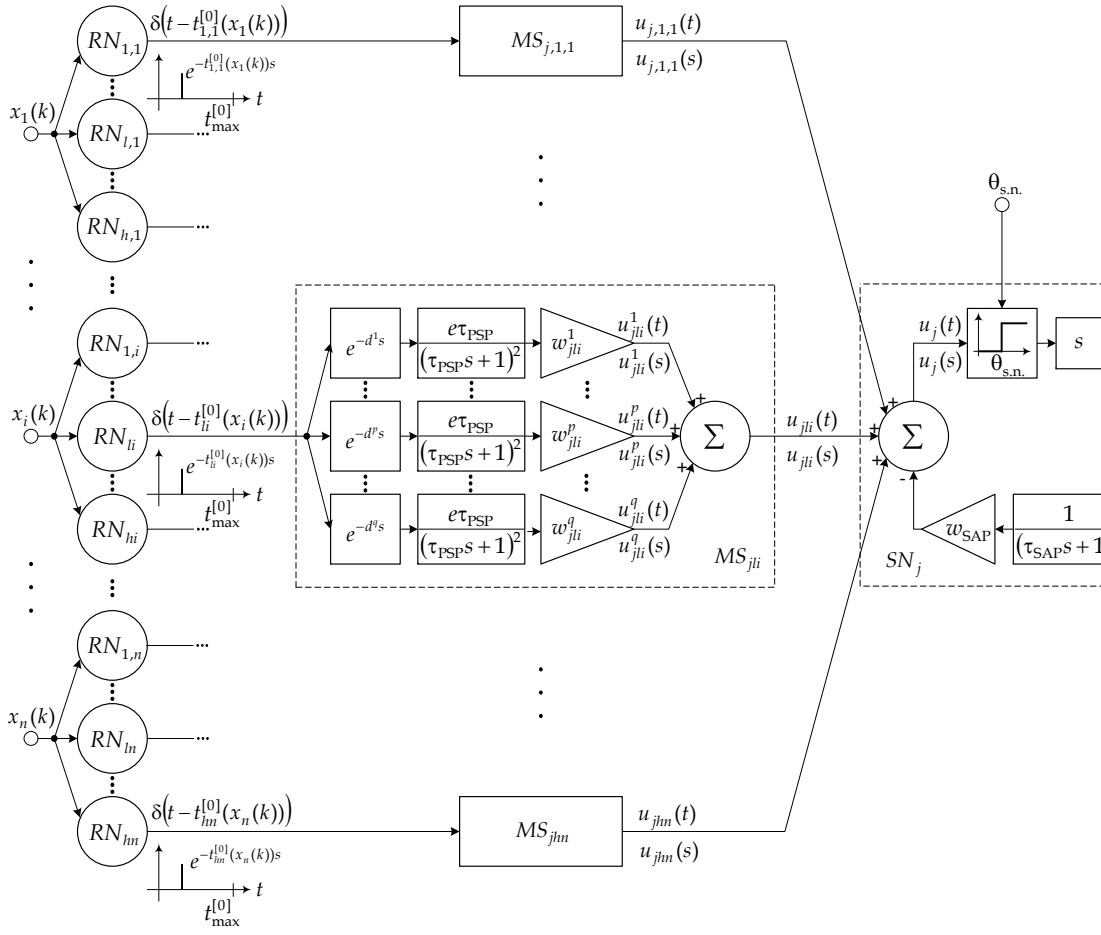 δ(t − t_{1,1}^{[0]}(x_1(k)))
RN_{1,1}
MS_{j,1,1}
u_{j,1,1}(t)
u_{j,1,1}(s)
e^{-t_{1,1}^{[0]}(x_1(k))s}
t
t_{max}^{[0]}
x_1(k)
RN_{l,1}
...
RN_{h,1}
...
θ_{s.n.}
RN_{1,i}
...
x_i(k)
RN_{li}
δ(t − t_{li}^{[0]}(x_i(k)))
e^{-t_{li}^{[0]}(x_i(k))s}
t
t_{max}^{[0]}
RN_{hi}
...
e^{-d^1 s}
eτ_{PSP}
(τ_{PSP}s+1)^2
w_{jli}^1
u_{jli}^1(t)
u_{jli}^1(s)
+
e^{-d^p s}
eτ_{PSP}
(τ_{PSP}s+1)^2
w_{jli}^p
u_{jli}^p(t)
u_{jli}^p(s)
+
Σ
u_{jli}(t)
u_{jli}(s)
e^{-d^q s}
eτ_{PSP}
(τ_{PSP}s+1)^2
w_{jli}^q
u_{jli}^q(t)
u_{jli}^q(s)
+
MS_{jli}
u_j(t)
u_j(s)
θ_{s.n.}
s
+
+
+
-
Σ
w_{SAP}
1
(τ_{SAP}s+1
SN_j
RN_{1,n}
...
x_n(k)
RN_{ln}
...
RN_{hn}
δ(t − t_{hn}^{[0]}(x_n(k)))
MS_{jhn}
u_{jhn}(t)
u_{jhn}(s)
e^{-t_{hn}^{[0]}(x_n(k))s}
t
t_{max}^{[0]}